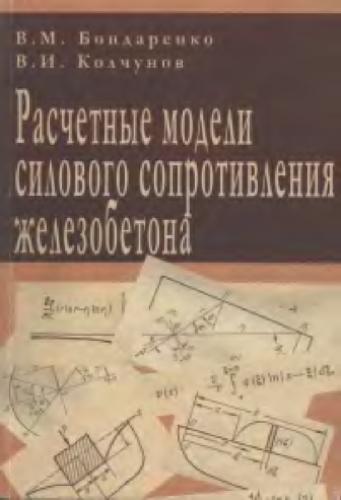 В.М. Бондаренко
В.И. Колчунов
Расчетные модели
силового сопротивления
железобетона